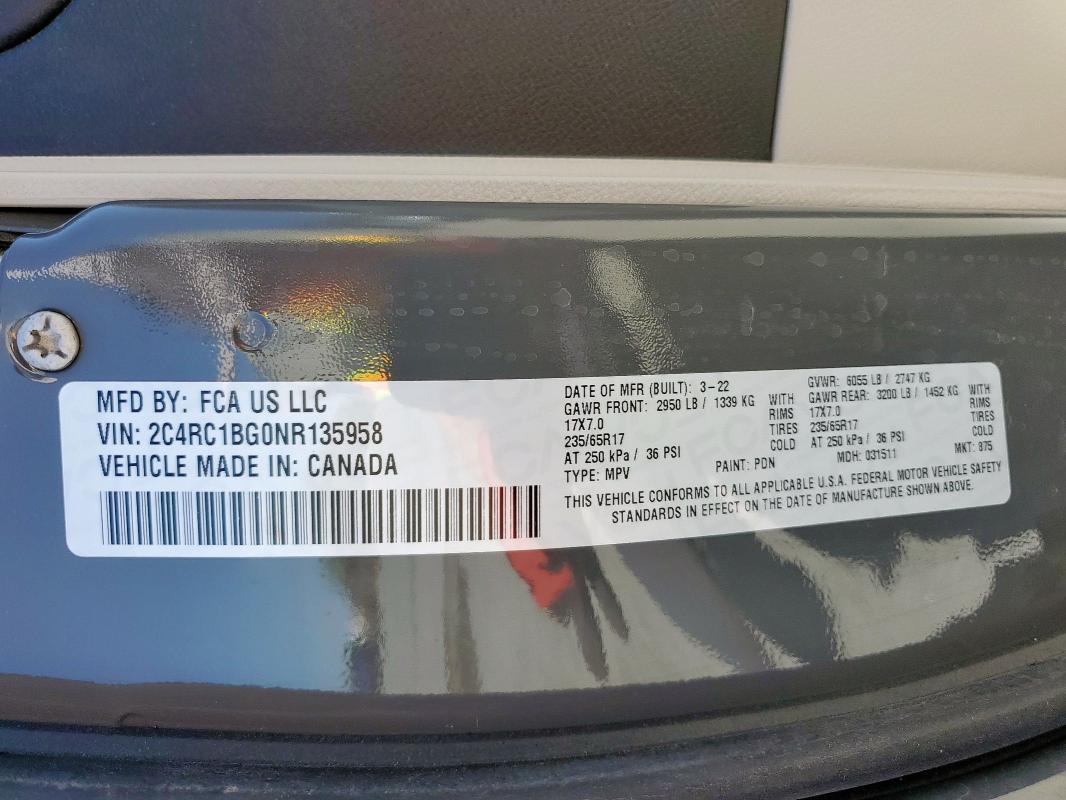 MFD BY: FCA US LLC
VIN: 2C4RC1BG0NR135958
VEHICLE MADE IN: CANADA
DATE OF MFR (BUILT): 3-22 GVWR: 6055 LB / 2747 KG
GAWR FRONT: 2950 LB / 1339 KG WITH GAWR REAR: 3200 LB / 1452 KG WITH
17X7.0 RIMS 17X7.0 RIMS
235/65R17 TIRES 235/65R17 TIRES
AT 250 kPa / 36 PSI COLD AT 250 kPa / 36 PSI COLD
TYPE: MPV PAINT: PDN MDH: 031511 MKT: 875
THIS VEHICLE CONFORMS TO ALL APPLICABLE U.S.A. FEDERAL MOTOR VEHICLE SAFETY
STANDARDS IN EFFECT ON THE DATE OF MANUFACTURE SHOWN ABOVE.